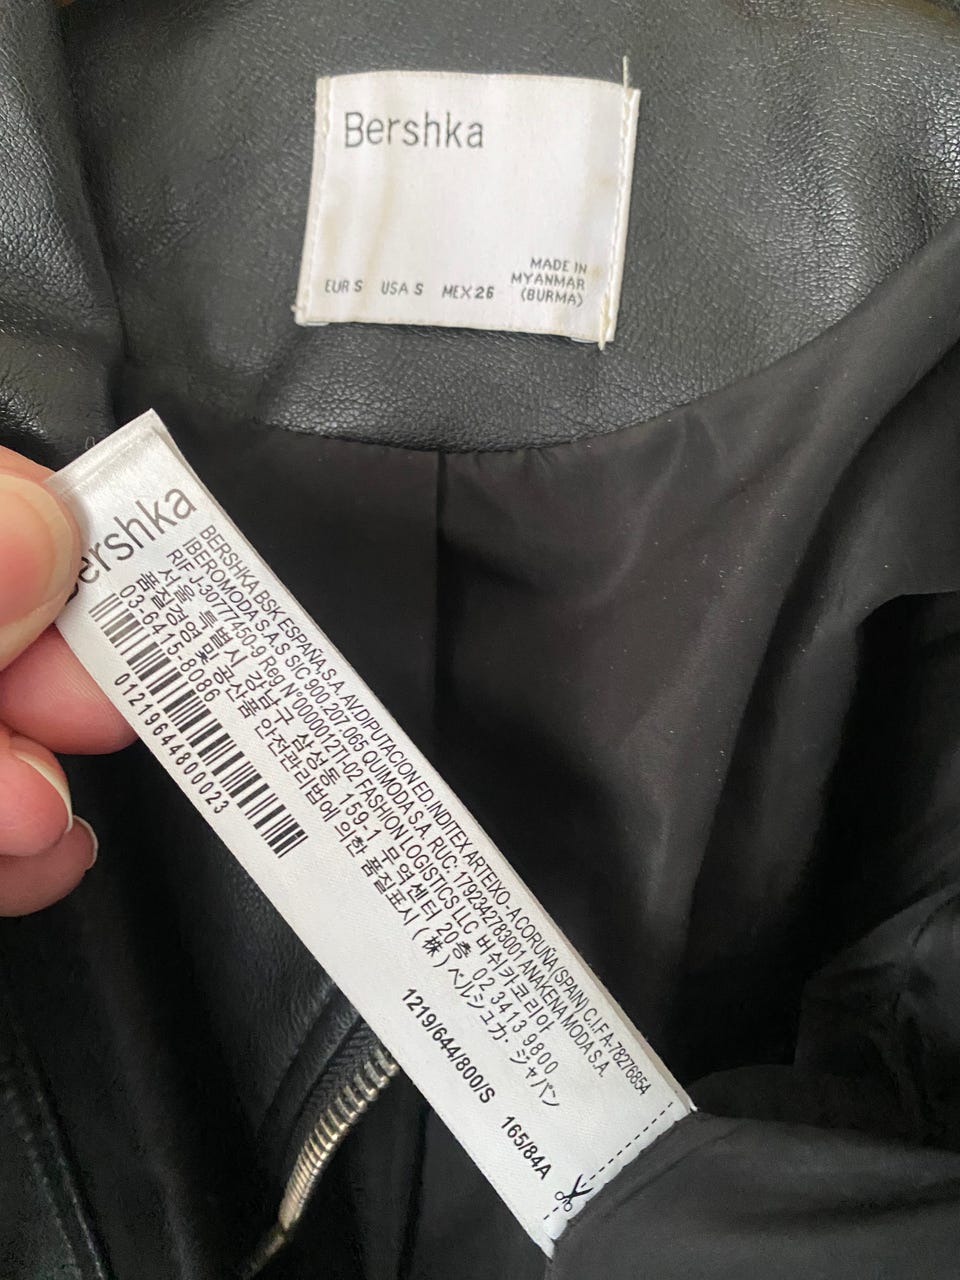 Bershka
EUR S USA S MEX 26
MADE IN
MYANMAR
(BURMA)
ershka
BERSHKA BSK ESPAÑA,S.A. AV.DIPUTACION ED. INDITEX ARTEIXO - A CORUÑA (SPAIN) C.I.F A-78276854
IBEROMODA S.A.S SIC 900.207.065 QUIMODA S.A. RUC: 1792342783001 ANAKENA MODA S.A.
RIF J-30777450-9 Reg N°0000012TI-02 FASHION LOGISTICS LLC 버쉬카코리아
서울 특별시 강남구 삼성동 159-1 무역센터 20층 02 3413 9800
품질경영및 공산품 안전관리법에 의한 품질표시 (株) ベルシュカ・ジャパン
03-6415-8086
01219644800023
1219/644/800/S 165/84A